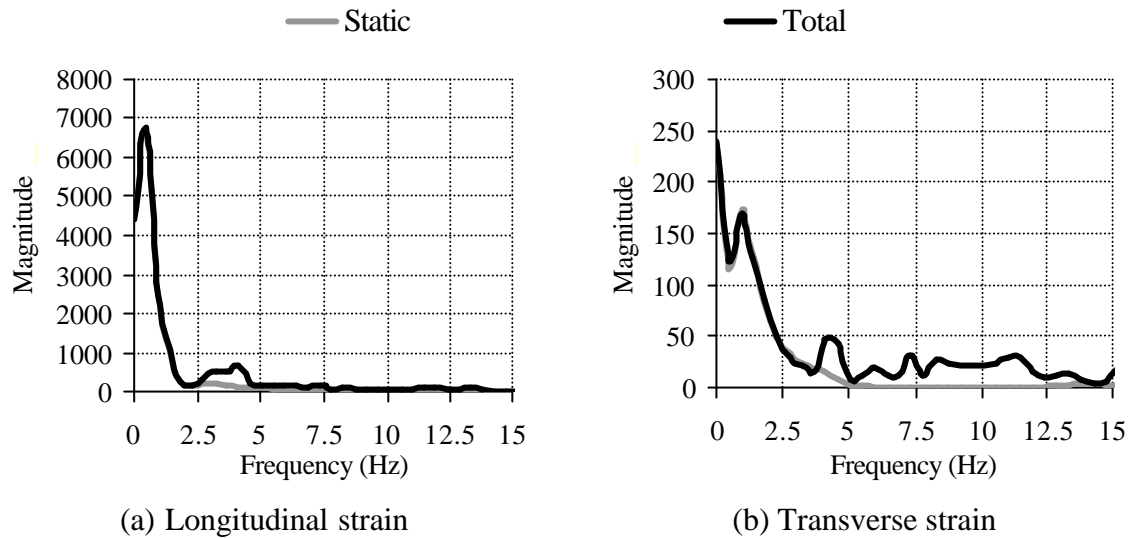 Static
Total
8000
7000
6000
5000
4000
3000
2000
1000
0
Magnitude
0 2.5 5 7.5 10 12.5 15
Frequency (Hz)
(a) Longitudinal strain
300
250
200
150
100
50
0
Magnitude
0 2.5 5 7.5 10 12.5 15
Frequency (Hz)
(b) Transverse strain